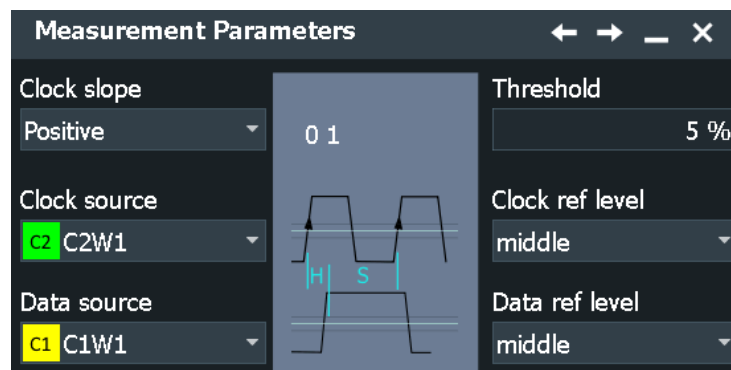 Measurement Parameters
Clock slope
Positive
Clock source
C2 C2W1
Data source
C1 C1W1
0 1
H S
Threshold
5 %
Clock ref level
middle
Data ref level
middle